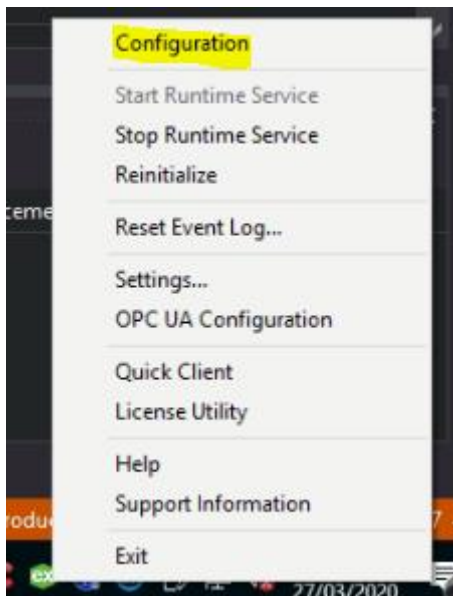 Configuration
Start Runtime Service
Stop Runtime Service
Reinitialize
Reset Event Log...
Settings...
OPC UA Configuration
Quick Client
License Utility
Help
Support Information
Exit
ex
27/03/2020